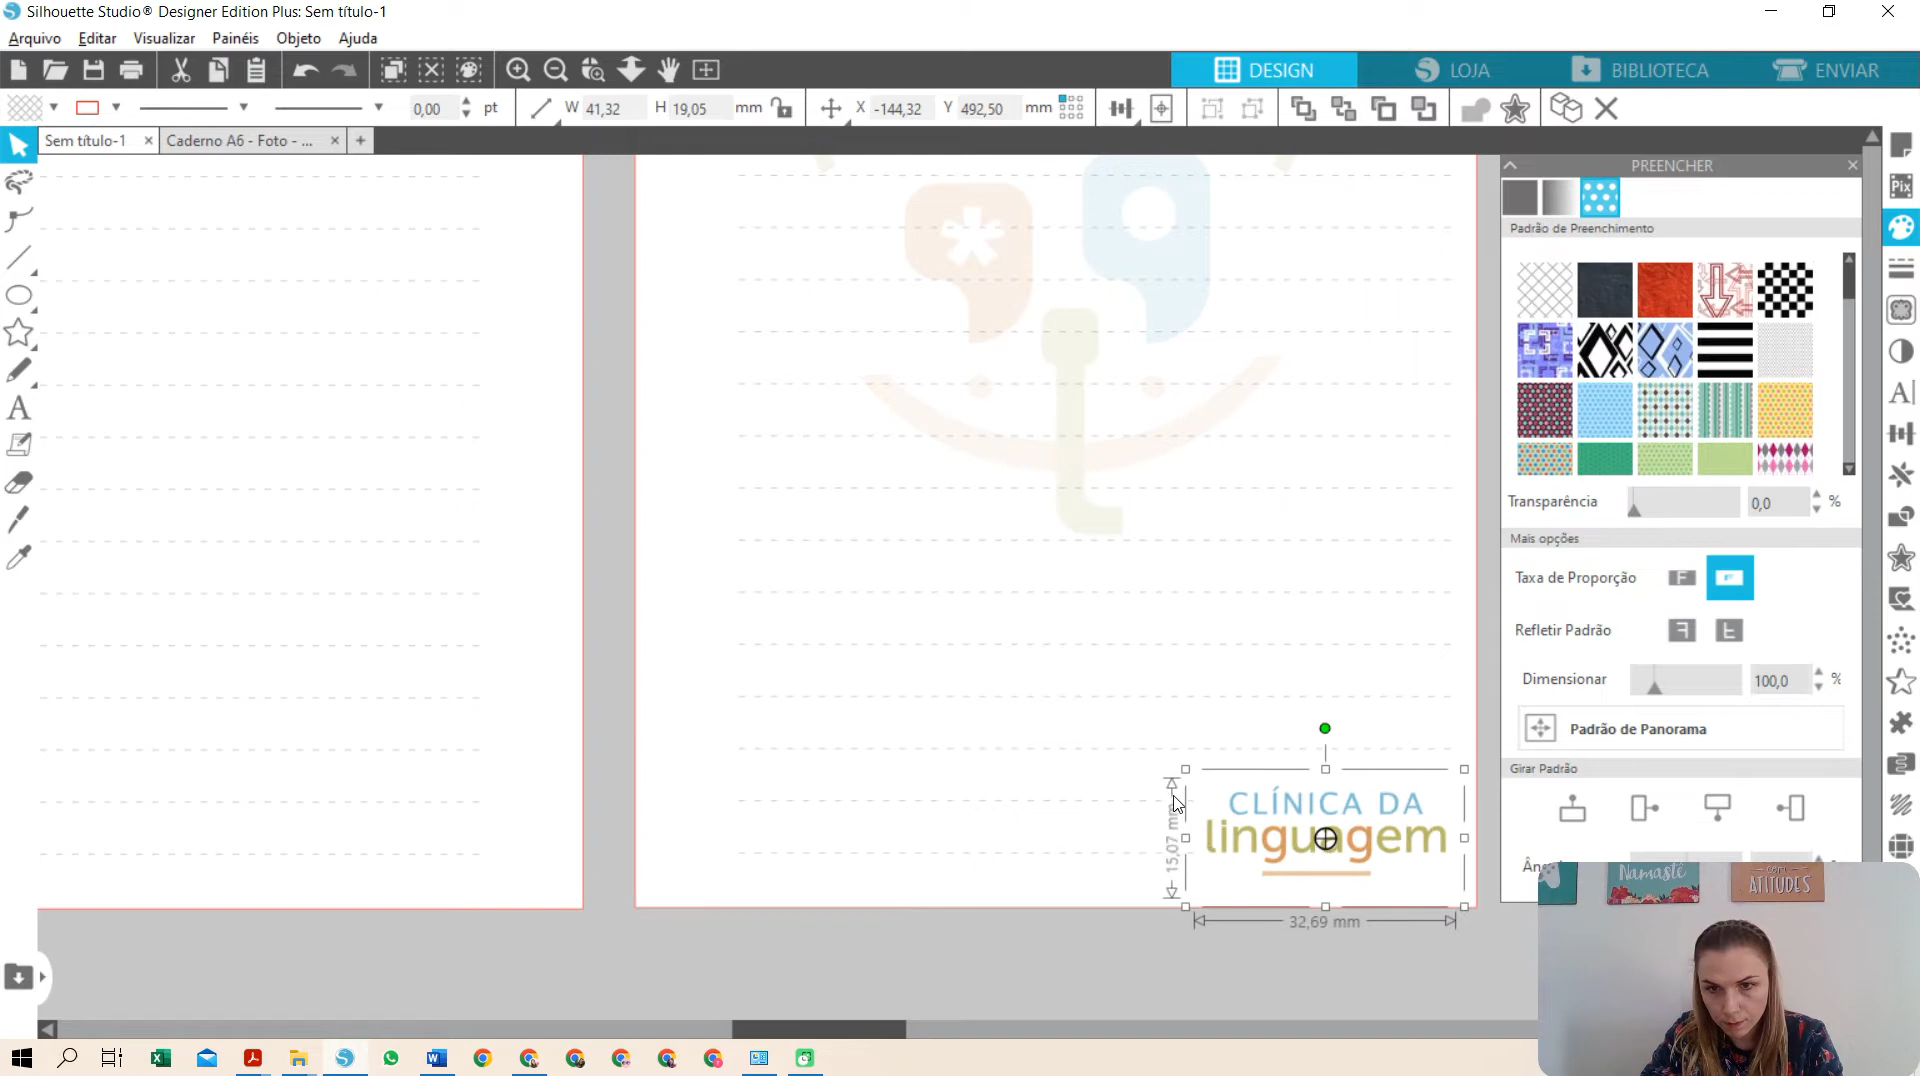 Silhouette Studio® Designer Edition Plus: Sem título-1
Arquivo Editar Visualizar Painéis Objeto Ajuda
DESIGN LOJA BIBLIOTECA ENVIAR
0,00 pt W 41,32 H 19,05 mm X -144,32 Y 492,50 mm
Sem título-1 Caderno A6 - Foto - ...
PREENCHER
Padrão de Preenchimento
Transparência 0,0 %
Mais opções
Taxa de Proporção
Refletir Padrão
Dimensionar 100,0 %
Padrão de Panorama
Girar Padrão
CLÍNICA DA
linguagem
15,07 mm
32,69 mm
Namastê
com
ATITUDES